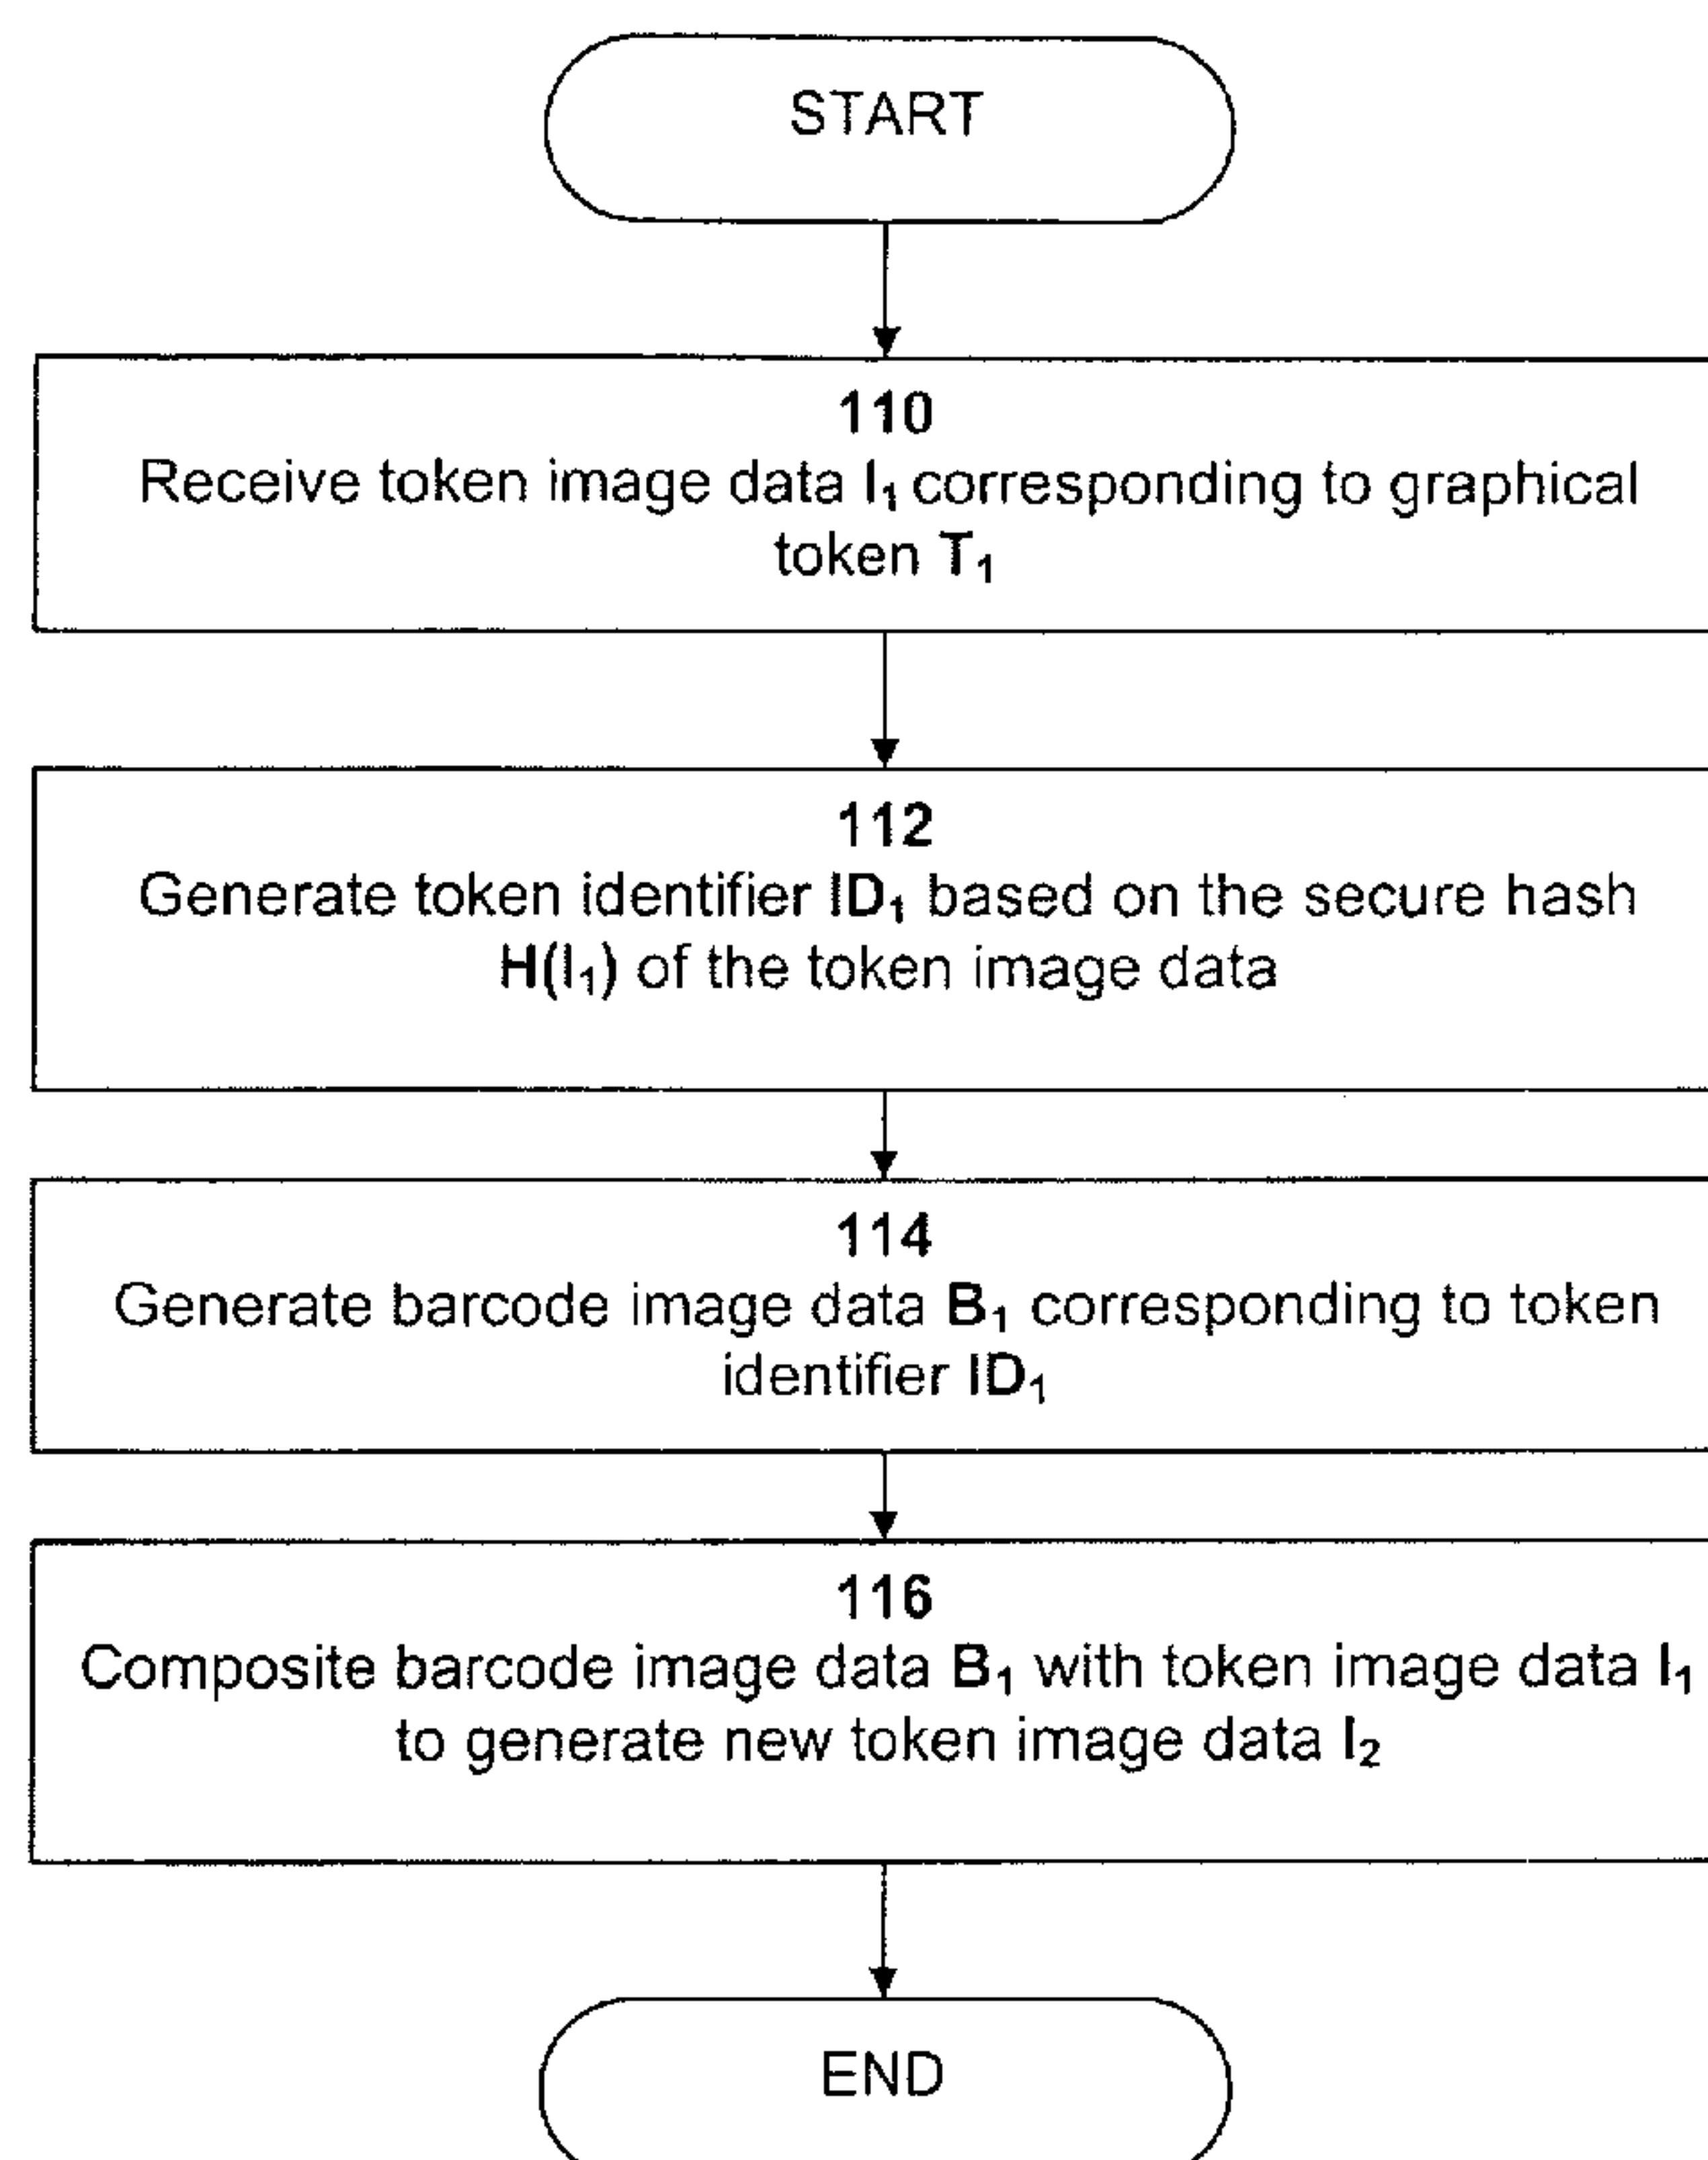 START
110
Receive token image data I₁ corresponding to graphical
token T₁
112
Generate token identifier ID₁ based on the secure hash
H(I₁) of the token image data
114
Generate barcode image data B₁ corresponding to token
identifier ID₁
116
Composite barcode image data B₁ with token image data I₁
to generate new token image data I₂
END